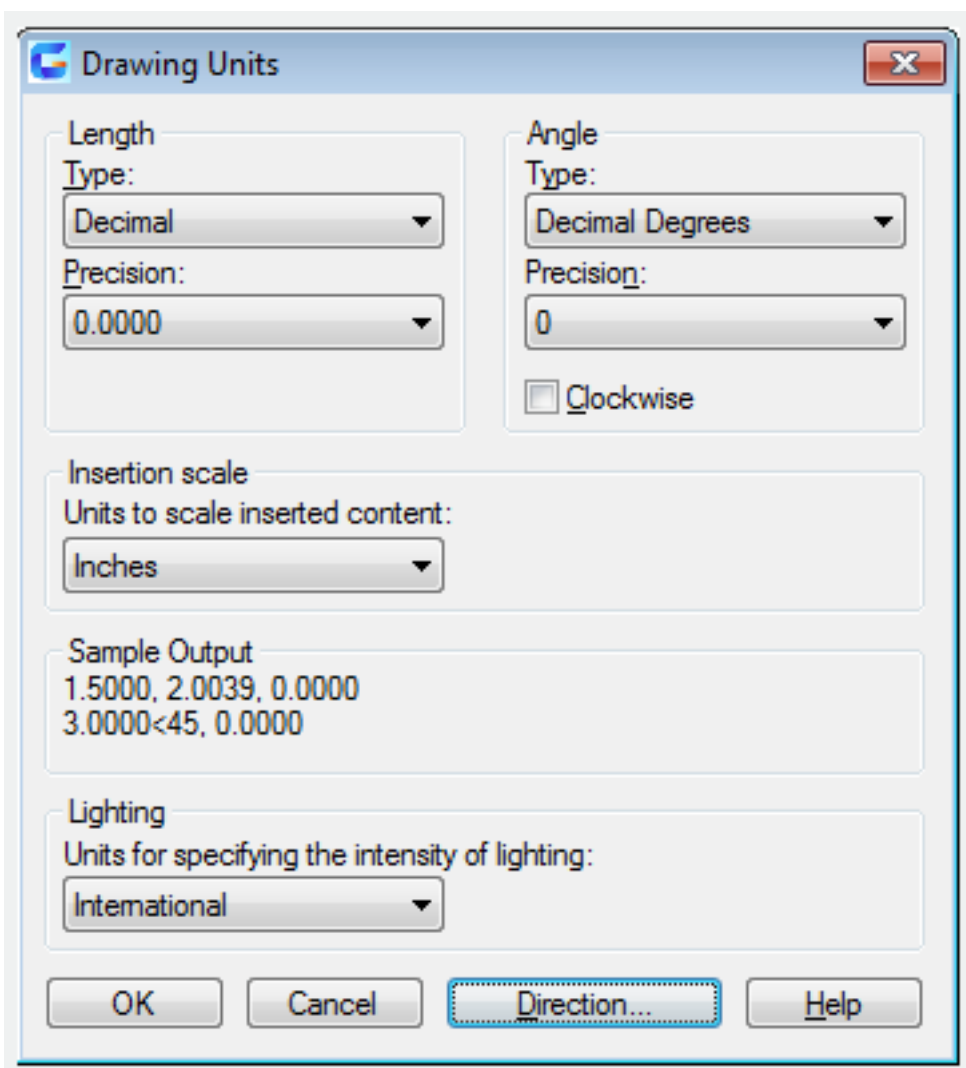 Drawing Units
Length
Type:
Decimal
Precision:
0.0000
Angle
Type:
Decimal Degrees
Precision:
0
Clockwise
Insertion scale
Units to scale inserted content:
Inches
Sample Output
1.5000, 2.0039, 0.0000
3.0000<45, 0.0000
Lighting
Units for specifying the intensity of lighting:
International
OK Cancel Direction... Help